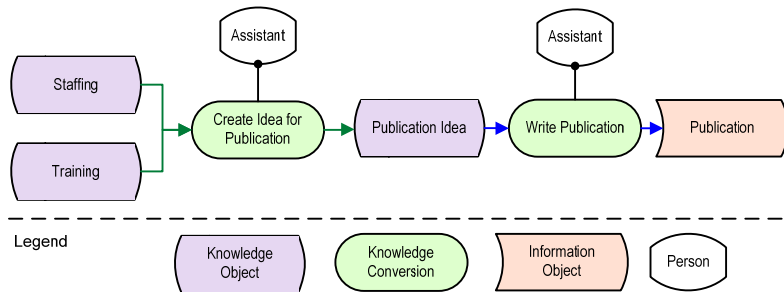 Assistant
Assistant
Staffing
Create Idea for
Publication
Publication Idea
Write Publication
Publication
Training
Legend
Knowledge
Object
Knowledge
Conversion
Information
Object
Person